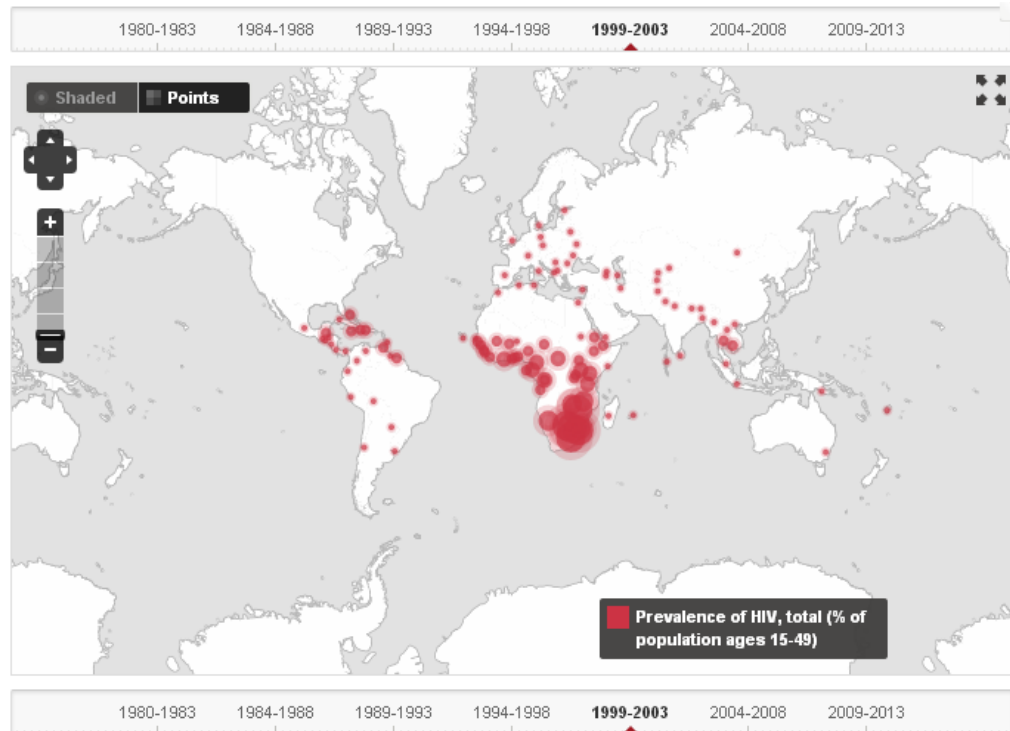 1980-1983 1984-1988 1989-1993 1994-1998 1999-2003 2004-2008 2009-2013
Shaded Points
+
−
Prevalence of HIV, total (% of
population ages 15-49)
1980-1983 1984-1988 1989-1993 1994-1998 1999-2003 2004-2008 2009-2013